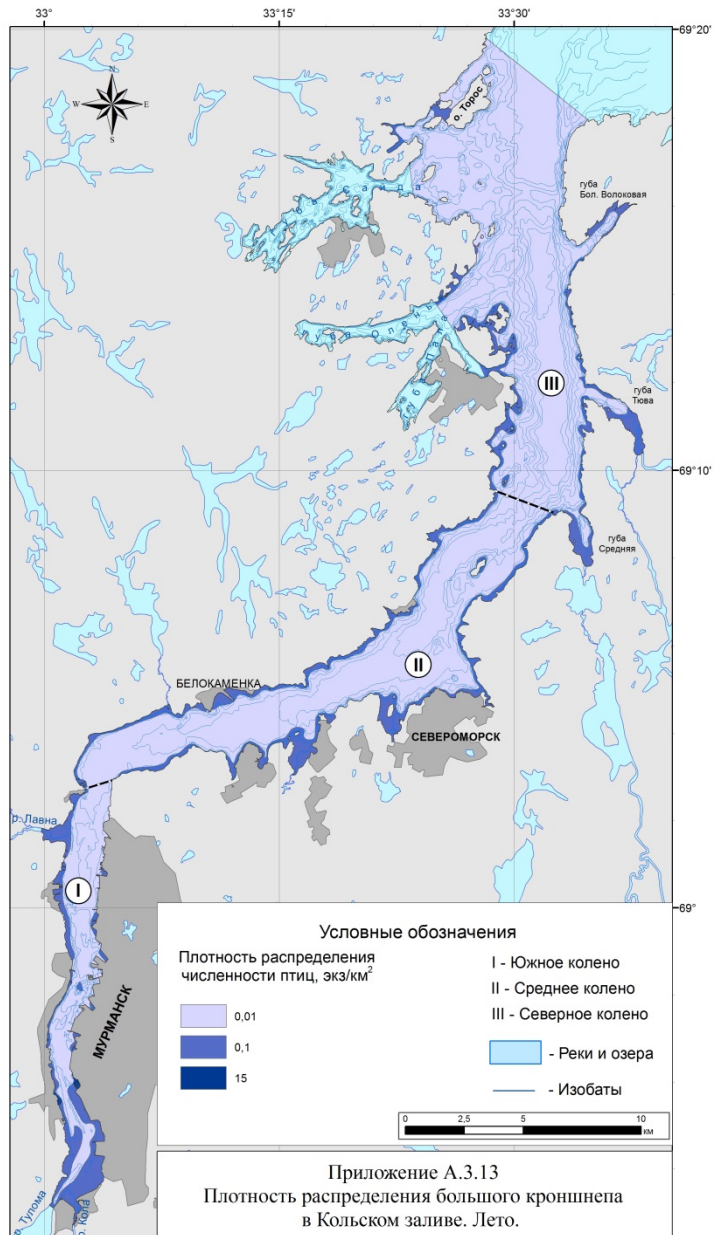 33°
33°15'
33°30'
69°20'
N
W
E
S
о. Торос
губа Сайда
губа
Бол. Волоковая
III
губа
Тюва
69°10'
губа
Средняя
II
БЕЛОКАМЕНКА
СЕВЕРОМОРСК
р. Лавна
I
69°
МУРМАНСК
р. Тулома
р. Кола
Условные обозначения
Плотность распределения
численности птиц, экз/км²
0,01
0,1
15
I - Южное колено
II - Среднее колено
III - Северное колено
- Реки и озера
- Изобаты
0 2,5 5 10
км
Приложение А.3.13
Плотность распределения большого кроншнепа
в Кольском заливе. Лето.